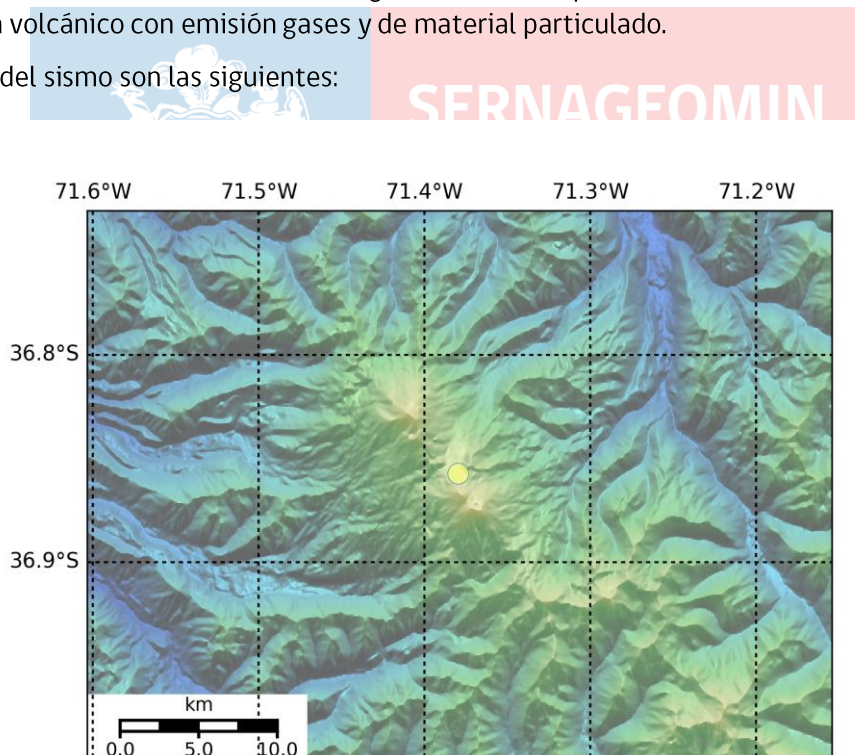 volcánico con emisión gases y de material particulado.
del sismo son las siguientes:
SERNAGEOMIN
71.6°W 71.5°W 71.4°W 71.3°W 71.2°W
36.8°S
36.9°S
km
0.0 5.0 10.0